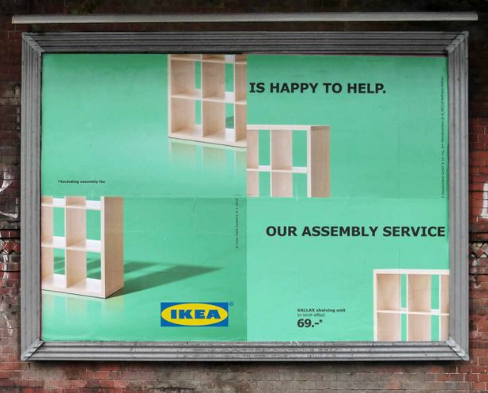 IS HAPPY TO HELP.
*Excluding assembly fee
OUR ASSEMBLY SERVICE
IKEA
KALLAX shelving unit
69.-*